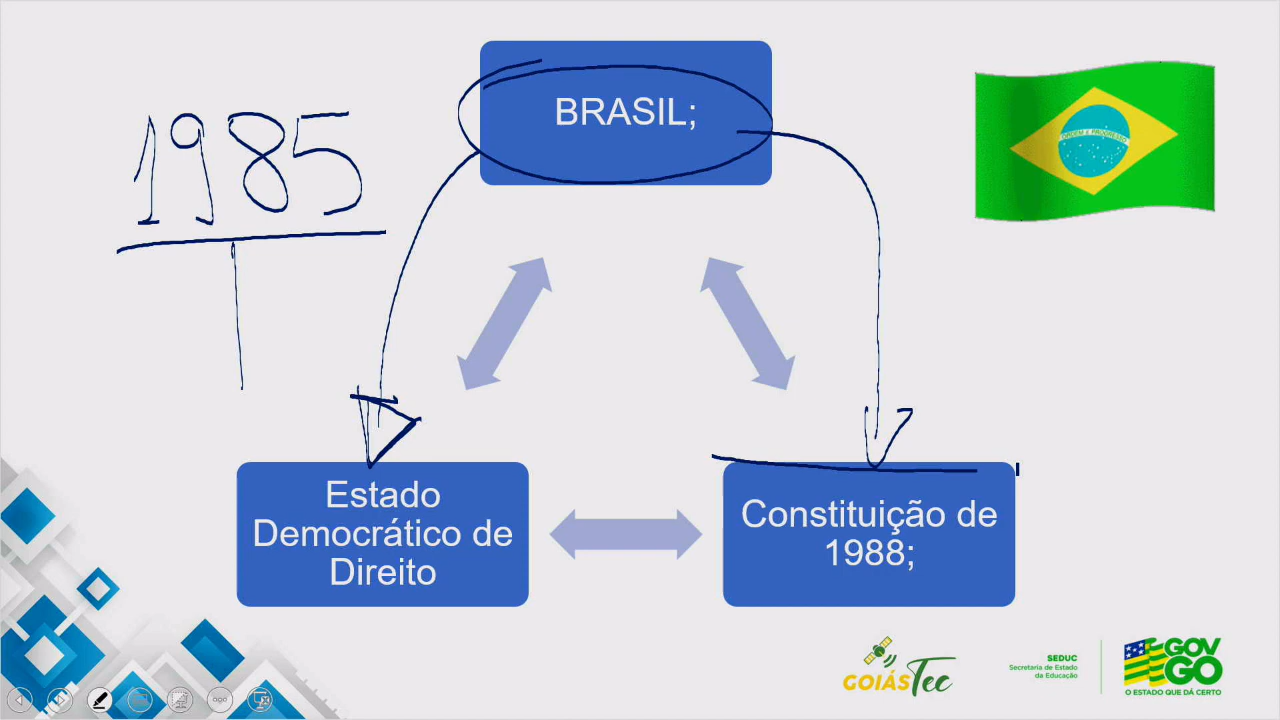 BRASIL;
1985
ORDEM E PROGRESSO
Estado
Democrático de
Direito
Constituição de
1988;
GOIÁS Tec
SEDUC
Secretaria de Estado
da Educação
GOV
GO
O ESTADO QUE DÁ CERTO